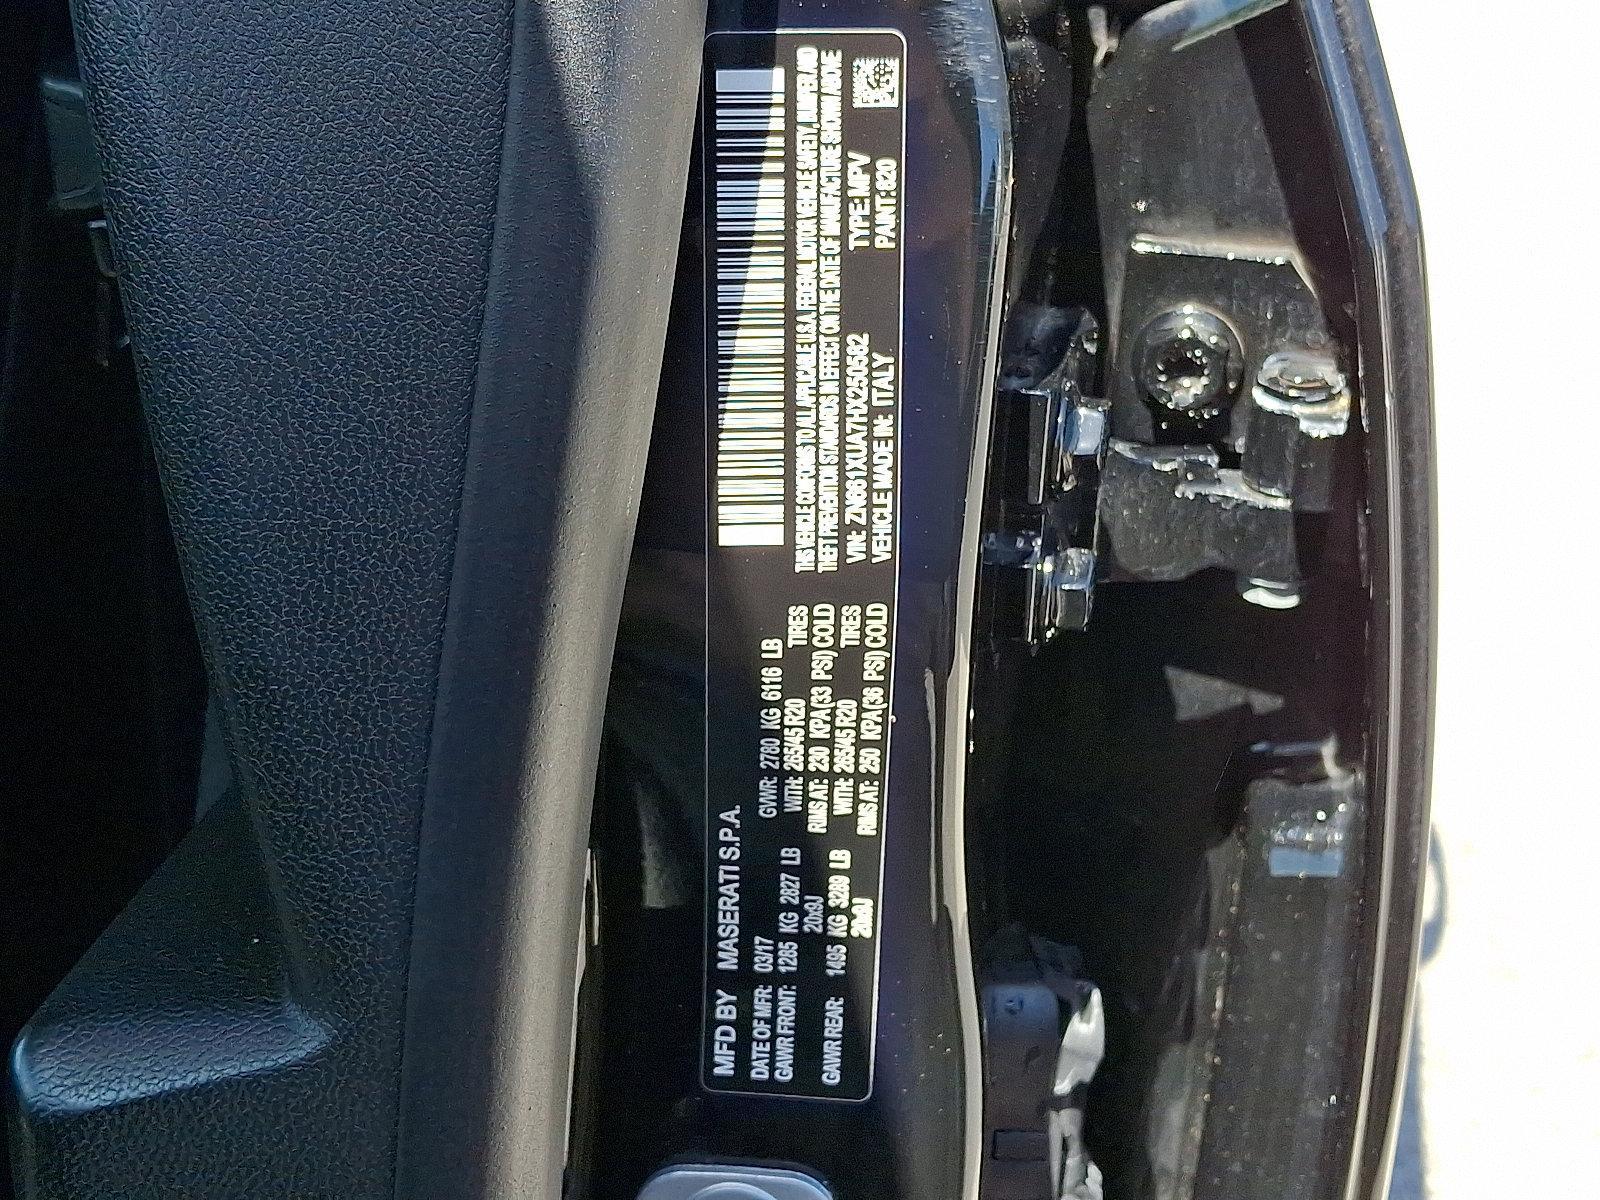 MFD BY MASERATI S.P.A.
DATE OF MFR: 03/17 GVWR: 2780 KG 6116 LB
GAWR FRONT: 1285 KG 2827 LB WITH: 265/45 R20 TIRES
20x9J RIMS AT: 230 KPA (33 PSI) COLD
GAWR REAR: 1495 KG 3289 LB WITH: 265/45 R20 TIRES
20x9J RIMS AT: 250 KPA (36 PSI) COLD
THIS VEHICLE CONFORMS TO ALL APPLICABLE U.S.A. FEDERAL MOTOR VEHICLE SAFETY, BUMPER, AND
THEFT PREVENTION STANDARDS IN EFFECT ON THE DATE OF MANUFACTURE SHOWN ABOVE
VIN: ZN661XUA7HX250582 TYPE: MPV
VEHICLE MADE IN: ITALY PAINT: 820